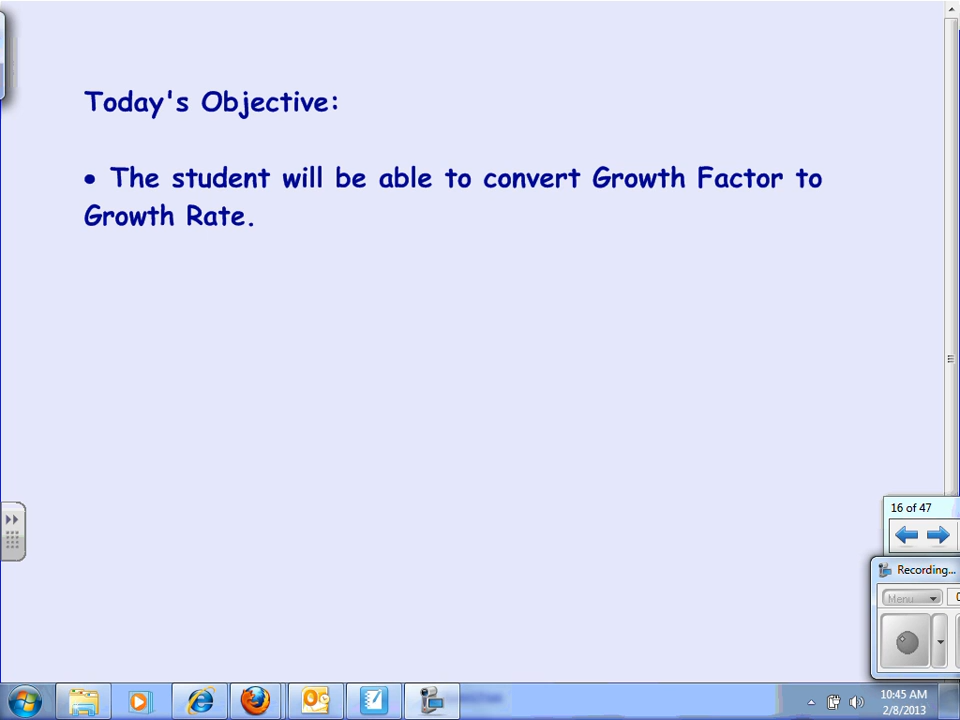 Today's Objective:
• The student will be able to convert Growth Factor to
Growth Rate.
16 of 47
Recording...
Menu
10:45 AM
2/8/2013